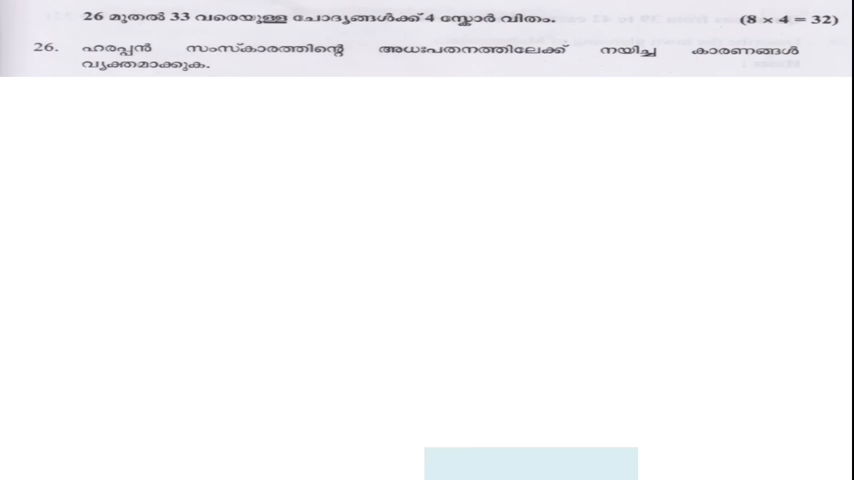 26 മുതൽ 33 വരെയുള്ള ചോദ്യങ്ങൾക്ക് 4 സ്കോർ വീതം. (8 × 4 = 32)
26. ഹരപ്പൻ സംസ്കാരത്തിന്റെ അധഃപതനത്തിലേക്ക് നയിച്ച കാരണങ്ങൾ
വ്യക്തമാക്കുക.